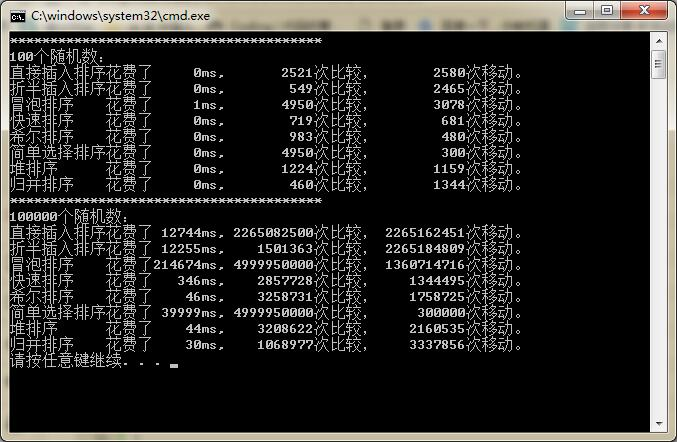 C:\windows\system32\cmd.exe
****************************************
100个随机数:
直接插入排序花费了 0ms, 2521次比较, 2580次移动。
折半插入排序花费了 0ms, 549次比较, 2465次移动。
冒泡排序 花费了 1ms, 4950次比较, 3078次移动。
快速排序 花费了 0ms, 719次比较, 681次移动。
希尔排序 花费了 0ms, 983次比较, 480次移动。
简单选择排序花费了 0ms, 4950次比较, 300次移动。
堆排序 花费了 0ms, 1224次比较, 1159次移动。
归并排序 花费了 0ms, 460次比较, 1344次移动。
****************************************
100000个随机数:
直接插入排序花费了 12744ms, 2265082500次比较, 2265162451次移动。
折半插入排序花费了 12255ms, 1501363次比较, 2265184809次移动。
冒泡排序 花费了214674ms, 4999950000次比较, 1360714716次移动。
快速排序 花费了 346ms, 2857728次比较, 1344495次移动。
希尔排序 花费了 46ms, 3258731次比较, 1758725次移动。
简单选择排序花费了 39999ms, 4999950000次比较, 300000次移动。
堆排序 花费了 44ms, 3208622次比较, 2160535次移动。
归并排序 花费了 30ms, 1068977次比较, 3337856次移动。
请按任意键继续. . .